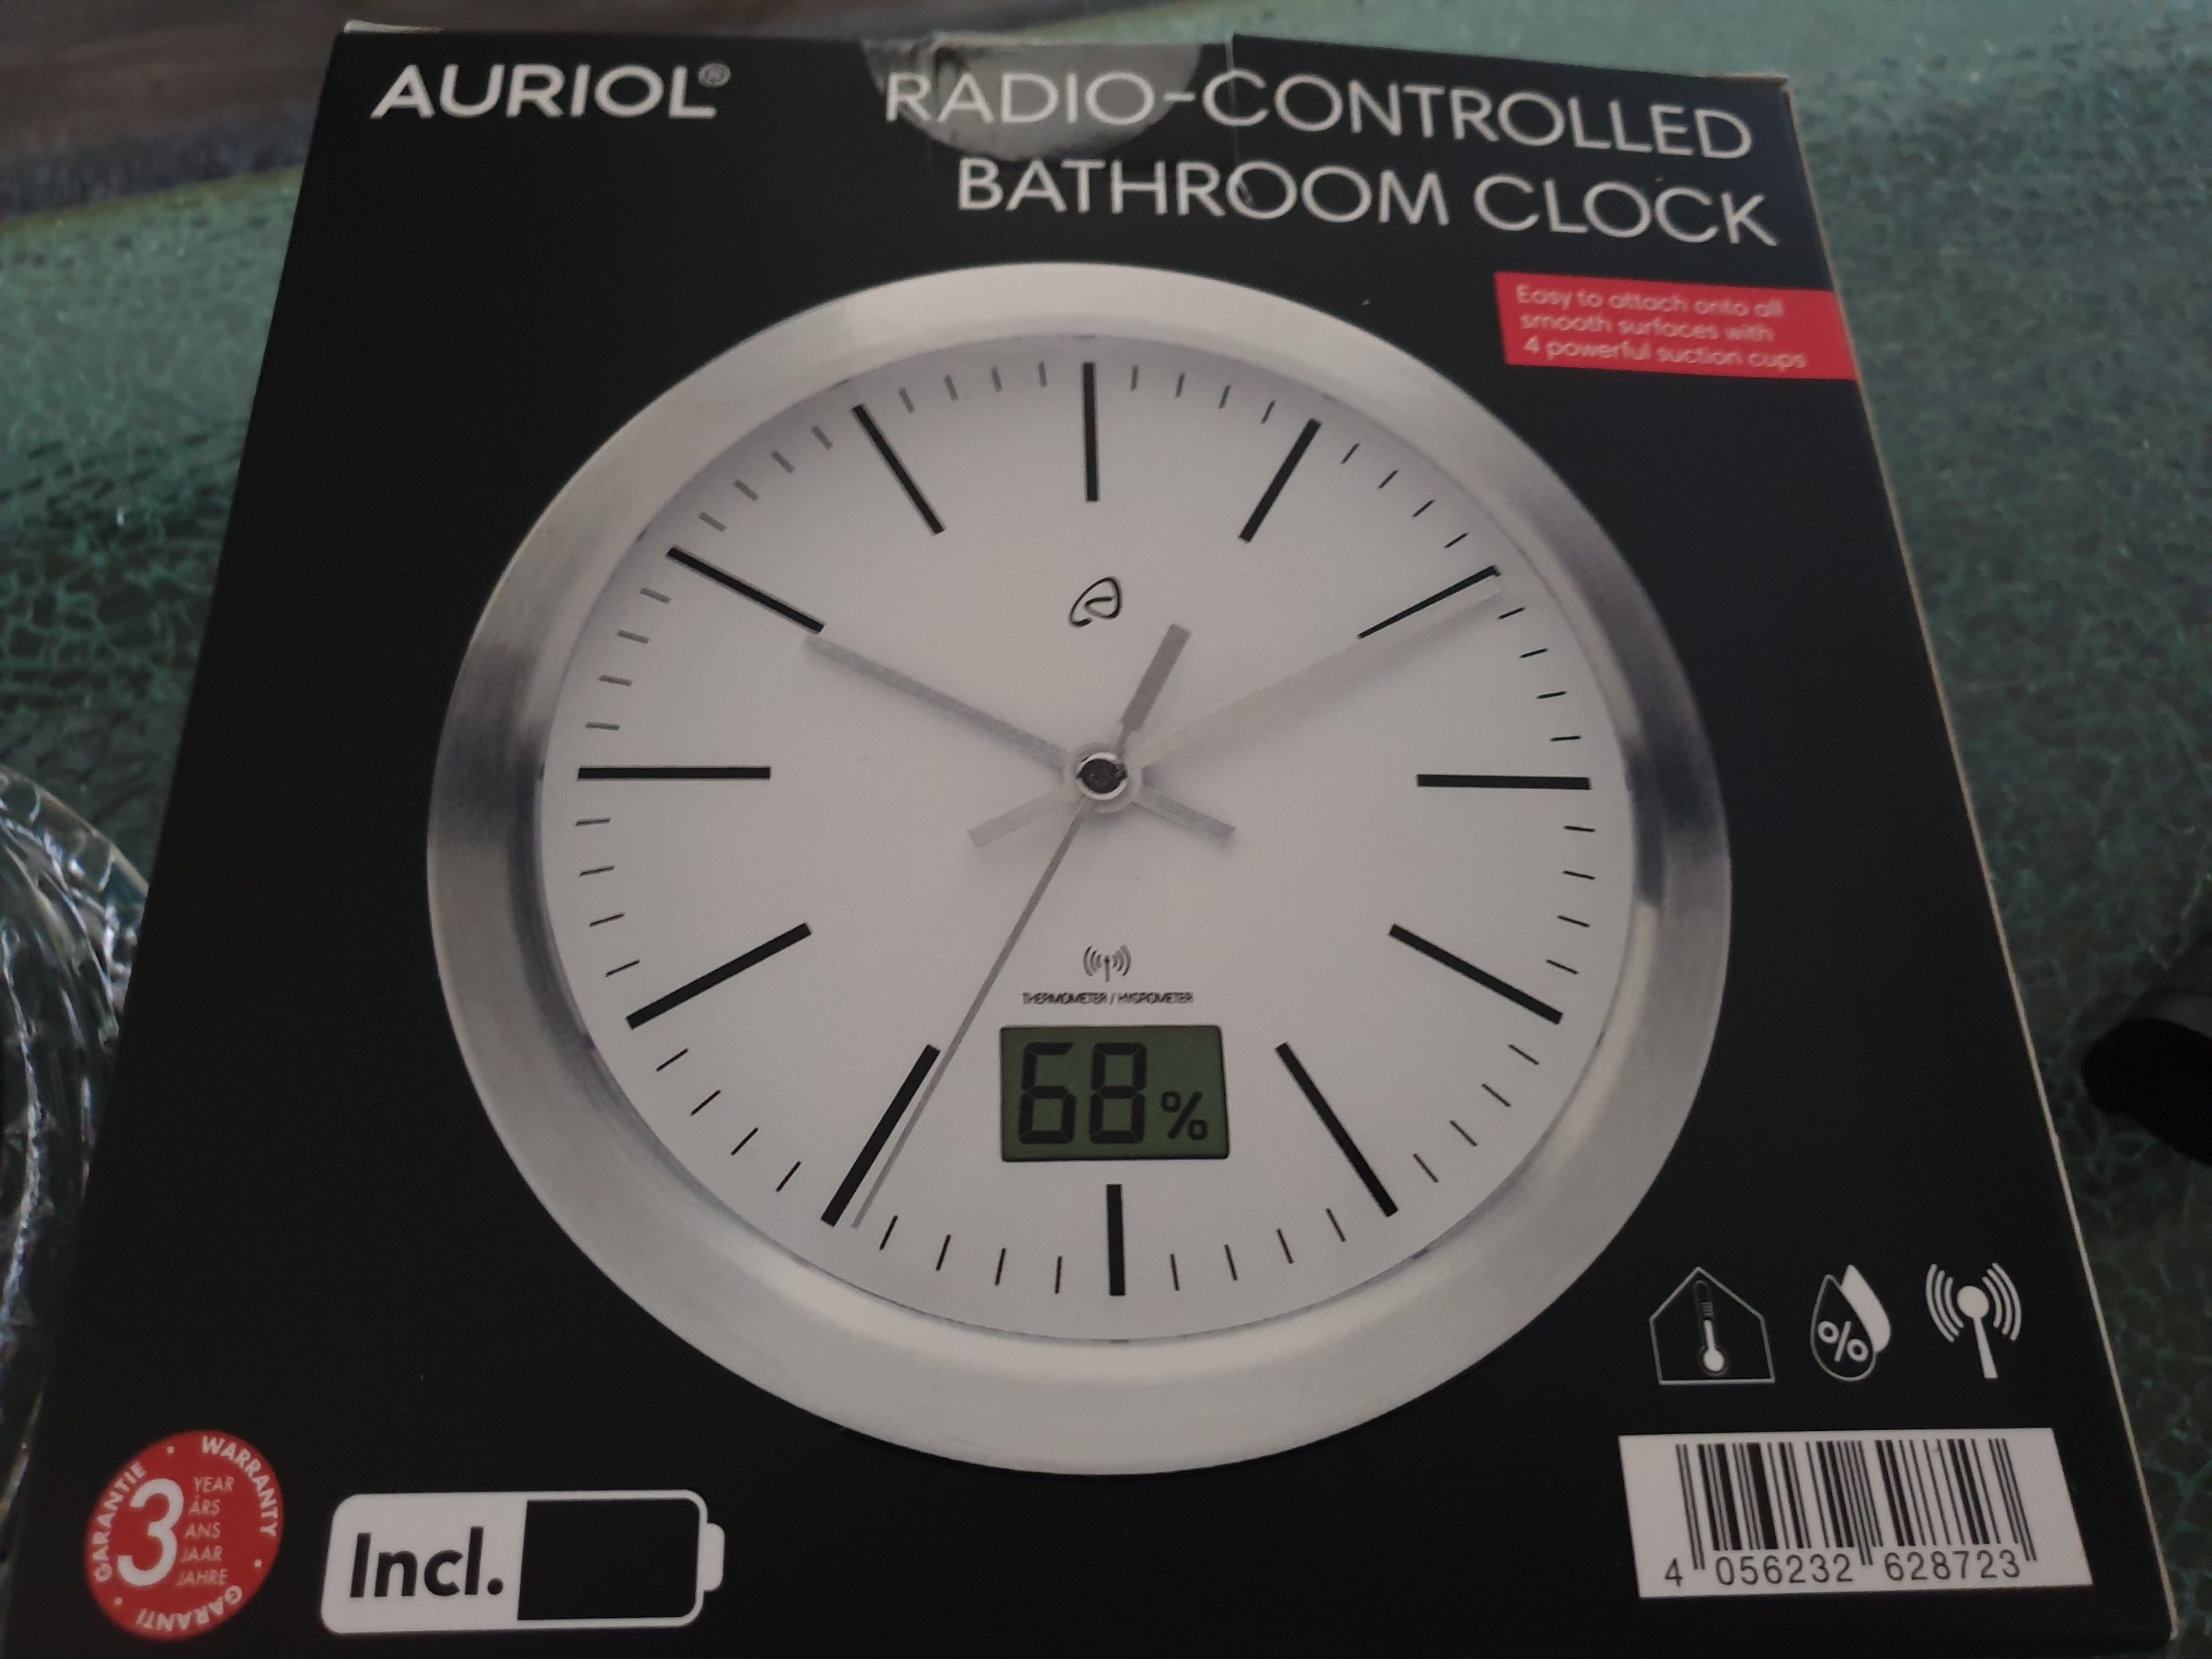 AURIOL®
RADIO-CONTROLLED
BATHROOM CLOCK
Easy to attach onto all
smooth surfaces with
4 powerful suction cups
THERMOMETER / HYGROMETER
68%
%
GARANTIE · WARRANTY · GARANTI ·
3
YEAR
ÅRS
ANS
JAAR
JAHRE
Incl.
4 056232 628723